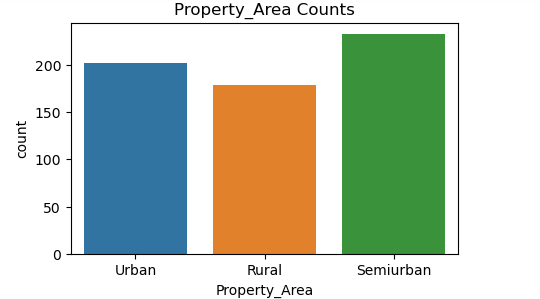 Property_Area Counts
count
200
150
100
50
0
Urban Rural Semiurban
Property_Area